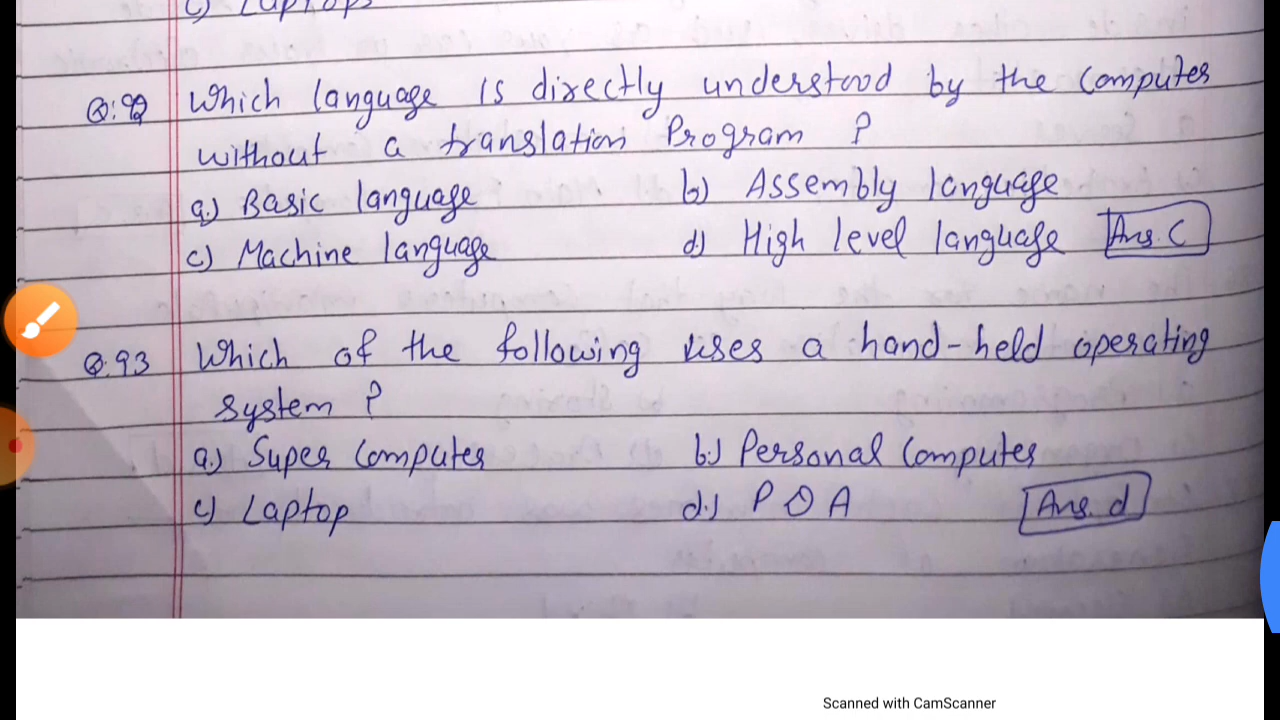 c) Laptops
Q:92 Which language is directly understood by the computer
without a translation Program ?
a.) Basic language b) Assembly language
c) Machine language d) High level language Ans. C
Q.93 Which of the following uses a hand-held operating
system ?
a.) Super Computer b.) Personal Computer
c) Laptop d.) P D A Ans. d
Scanned with CamScanner